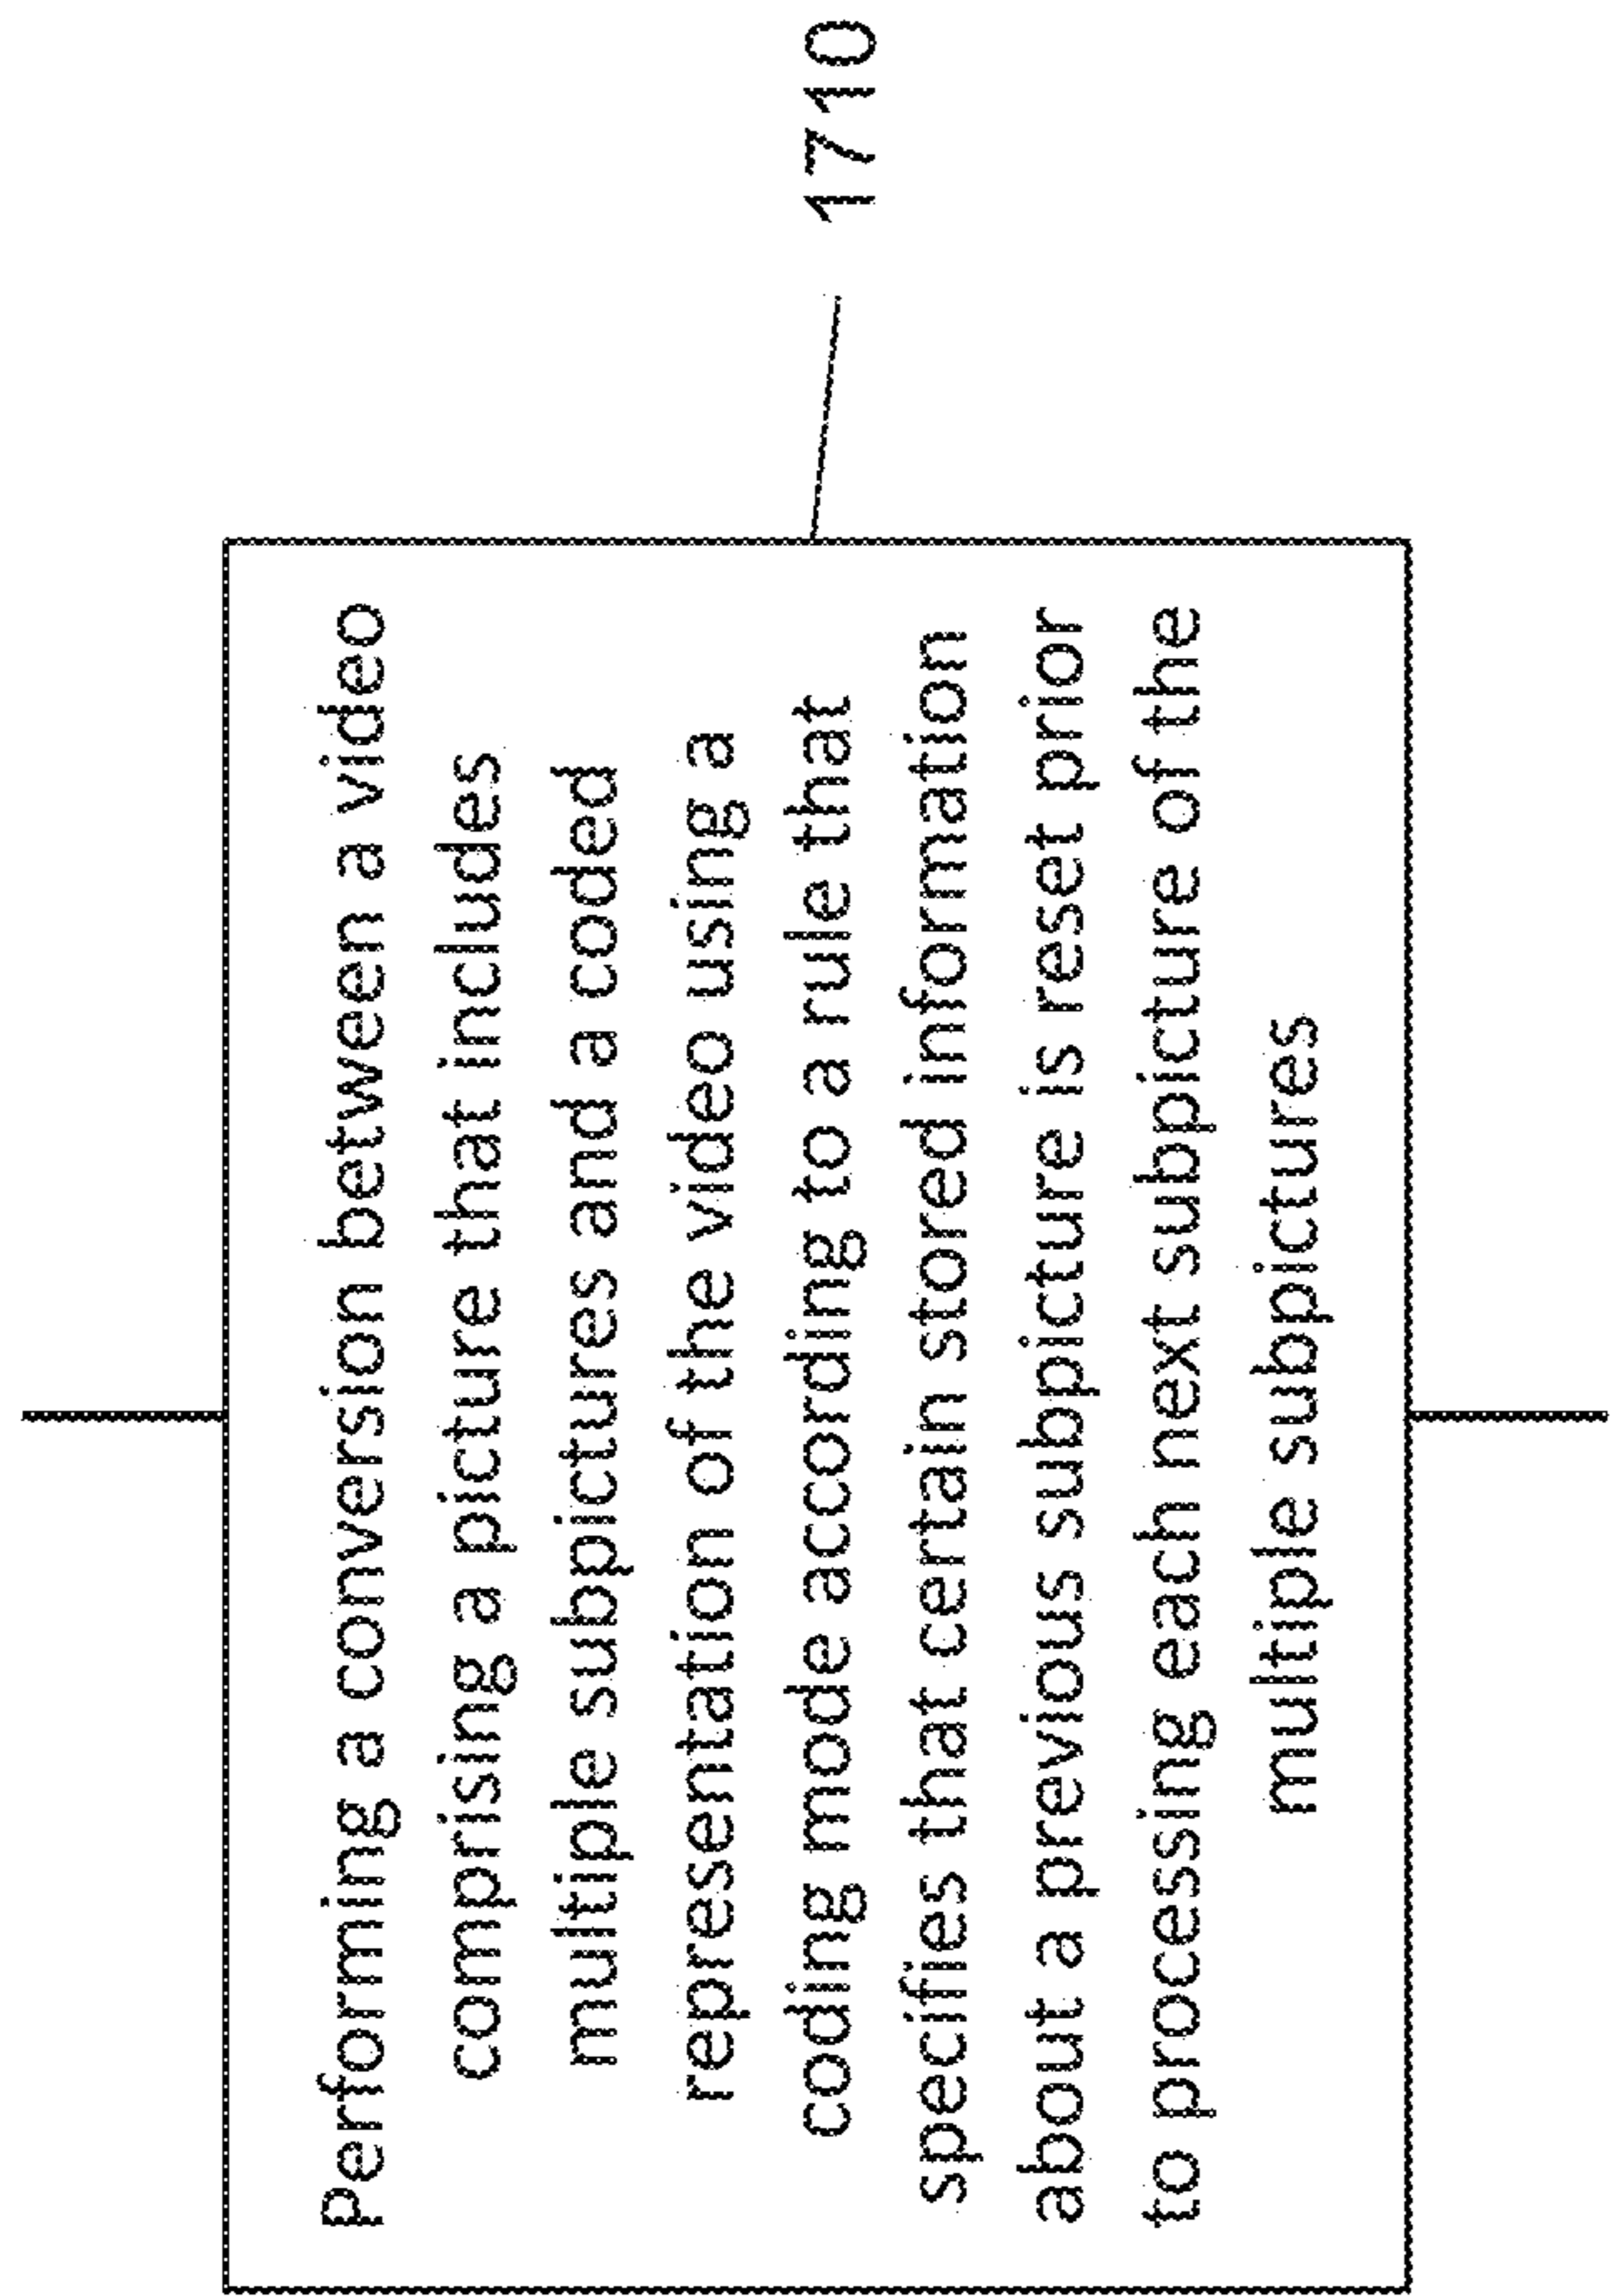 Performing a conversion between a video
comprising a picture that includes
multiple subpictures and a coded
representation of the video using a
coding mode according to a rule that
specifies that certain stored information
about a previous subpicture is reset prior
to processing each next subpicture of the
multiple subpictures
1710